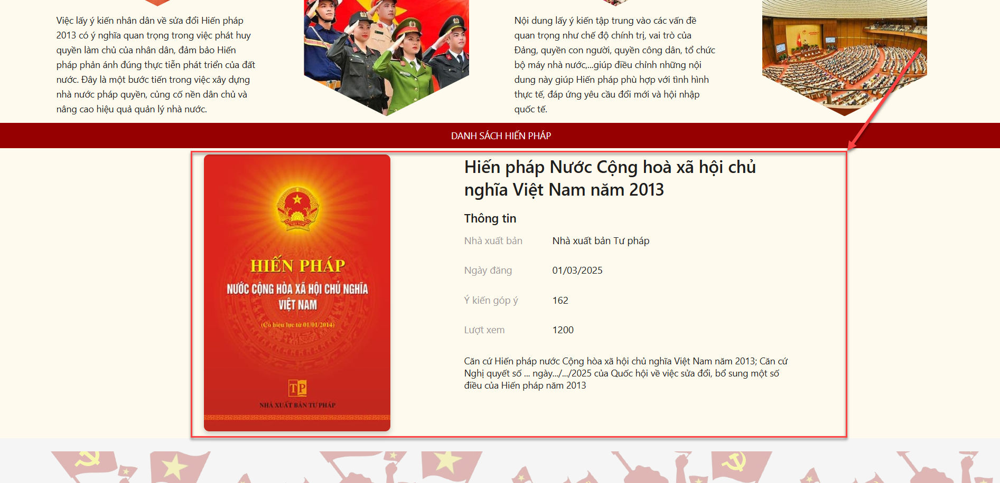 Việc lấy ý kiến nhân dân về sửa đổi Hiến pháp
2013 có ý nghĩa quan trọng trong việc phát huy
quyền làm chủ của nhân dân, đảm bảo Hiến
pháp phản ánh đúng thực tiễn phát triển của đất
nước. Đây là một bước tiến trong việc xây dựng
nhà nước pháp quyền, củng cố nền dân chủ và
nâng cao hiệu quả quản lý nhà nước.
Nội dung lấy ý kiến tập trung vào các vấn đề
quan trọng như chế độ chính trị, vai trò của
Đảng, quyền con người, quyền công dân, tổ chức
bộ máy nhà nước,...giúp điều chỉnh những nội
dung này giúp Hiến pháp phù hợp với tình hình
thực tế, đáp ứng yêu cầu đổi mới và hội nhập
quốc tế.
DANH SÁCH HIẾN PHÁP
HIẾN PHÁP
NƯỚC CỘNG HÒA XÃ HỘI CHỦ NGHĨA
VIỆT NAM
(Có hiệu lực từ 01/01/2014)
TP
NHÀ XUẤT BẢN TƯ PHÁP
Hiến pháp Nước Cộng hoà xã hội chủ
nghĩa Việt Nam năm 2013
Thông tin
Nhà xuất bản Nhà xuất bản Tư pháp
Ngày đăng 01/03/2025
Ý kiến góp ý 162
Lượt xem 1200
Căn cứ Hiến pháp nước Cộng hòa xã hội chủ nghĩa Việt Nam năm 2013; Căn cứ
Nghị quyết số ... ngày.../.../2025 của Quốc hội về việc sửa đổi, bổ sung một số
điều của Hiến pháp năm 2013